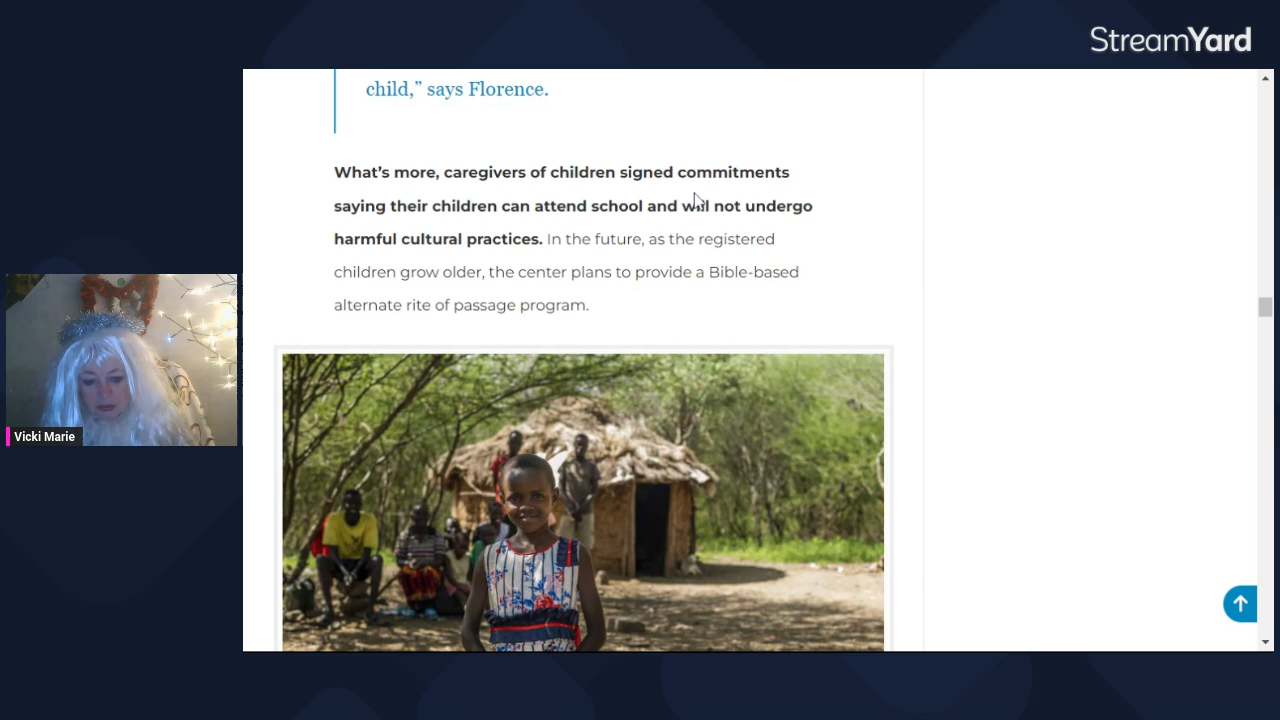 StreamYard
child,” says Florence.
What’s more, caregivers of children signed commitments
saying their children can attend school and will not undergo
harmful cultural practices. In the future, as the registered
children grow older, the center plans to provide a Bible-based
alternate rite of passage program.
Vicki Marie